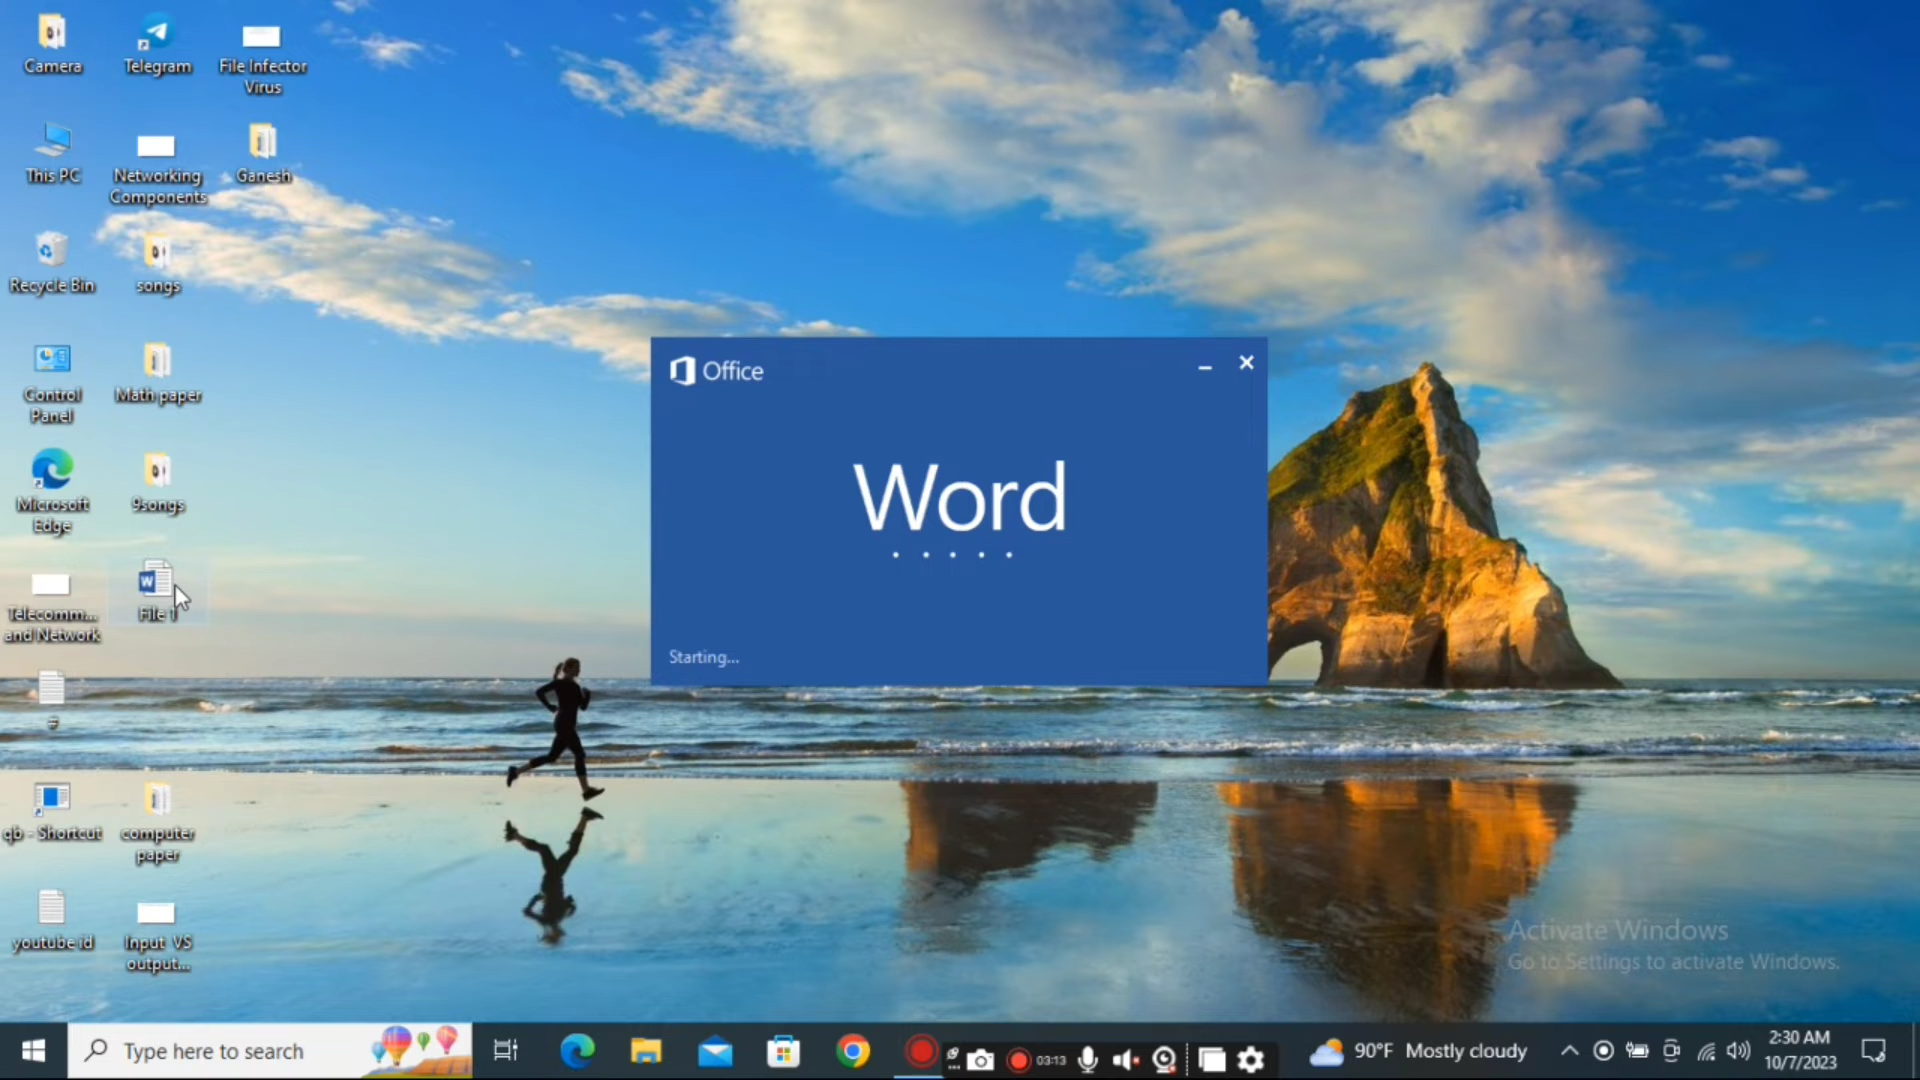 Camera
Telegram
File Infector
Virus
This PC
Networking
Components
Ganesh
Recycle Bin
songs
Control
Panel
Math paper
Microsoft
Edge
9songs
Telecomm...
and Network
File 1
qb - Shortcut
computer
paper
youtube id
Input VS
output...
Office
Word
Starting...
Activate Windows
Go to Settings to activate Windows.
Type here to search
03:13
90°F Mostly cloudy
2:30 AM
10/7/2023